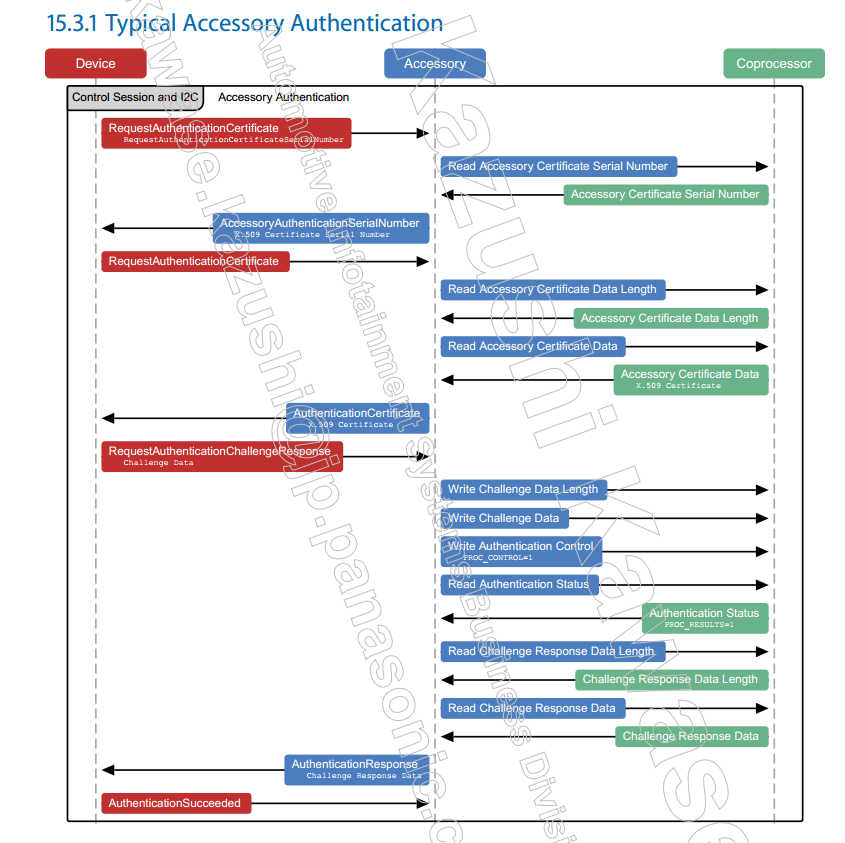 15.3.1 Typical Accessory Authentication
Device
Accessory
Coprocessor
Control Session and I2C
Accessory Authentication
RequestAuthenticationCertificate
RequestAuthenticationCertificateSerialNumber
Read Accessory Certificate Serial Number
Accessory Certificate Serial Number
AccessoryAuthenticationSerialNumber
X.509 Certificate Serial Number
RequestAuthenticationCertificate
Read Accessory Certificate Data Length
Accessory Certificate Data Length
Read Accessory Certificate Data
Accessory Certificate Data
X.509 Certificate
AuthenticationCertificate
X.509 Certificate
RequestAuthenticationChallengeResponse
Challenge Data
Write Challenge Data Length
Write Challenge Data
Write Authentication Control
PROC_CONTROL=1
Read Authentication Status
Authentication Status
PROC_RESULTS=1
Read Challenge Response Data Length
Challenge Response Data Length
Read Challenge Response Data
Challenge Response Data
AuthenticationResponse
Challenge Response Data
AuthenticationSucceeded
Kazushi Kawase
kawase.kazushi@jp.panasonic.c
Automotive Infotainment Systems Business Divisi